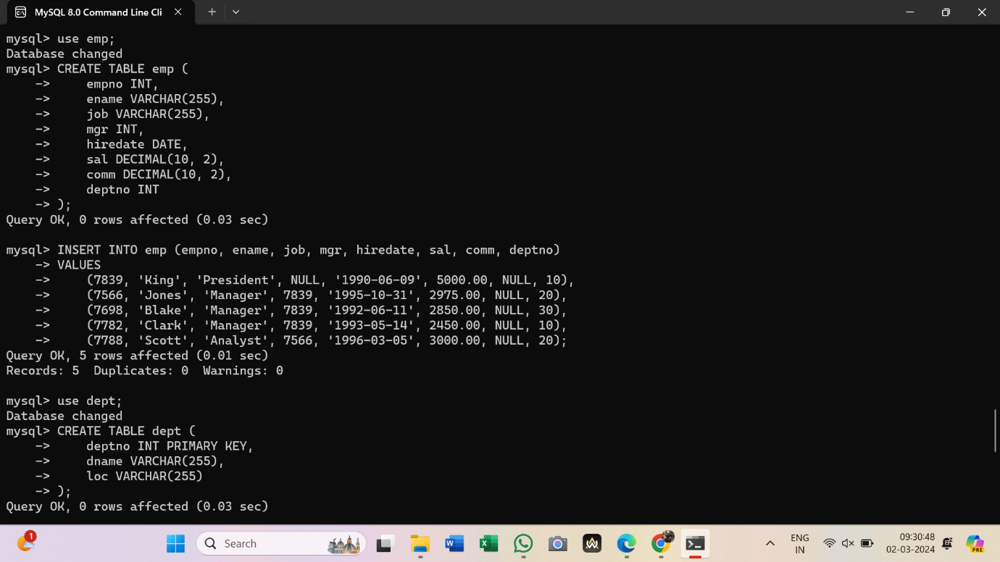 MySQL 8.0 Command Line Cli
mysql> use emp;
Database changed
mysql> CREATE TABLE emp (
    ->     empno INT,
    ->     ename VARCHAR(255),
    ->     job VARCHAR(255),
    ->     mgr INT,
    ->     hiredate DATE,
    ->     sal DECIMAL(10, 2),
    ->     comm DECIMAL(10, 2),
    ->     deptno INT
    -> );
Query OK, 0 rows affected (0.03 sec)
mysql> INSERT INTO emp (empno, ename, job, mgr, hiredate, sal, comm, deptno)
    -> VALUES
    ->     (7839, 'King', 'President', NULL, '1990-06-09', 5000.00, NULL, 10),
    ->     (7566, 'Jones', 'Manager', 7839, '1995-10-31', 2975.00, NULL, 20),
    ->     (7698, 'Blake', 'Manager', 7839, '1992-06-11', 2850.00, NULL, 30),
    ->     (7782, 'Clark', 'Manager', 7839, '1993-05-14', 2450.00, NULL, 10),
    ->     (7788, 'Scott', 'Analyst', 7566, '1996-03-05', 3000.00, NULL, 20);
Query OK, 5 rows affected (0.01 sec)
Records: 5  Duplicates: 0  Warnings: 0
mysql> use dept;
Database changed
mysql> CREATE TABLE dept (
    ->     deptno INT PRIMARY KEY,
    ->     dname VARCHAR(255),
    ->     loc VARCHAR(255)
    -> );
Query OK, 0 rows affected (0.03 sec)
1
Search
W
X
ENG
IN
09:30:48
02-03-2024
PRE